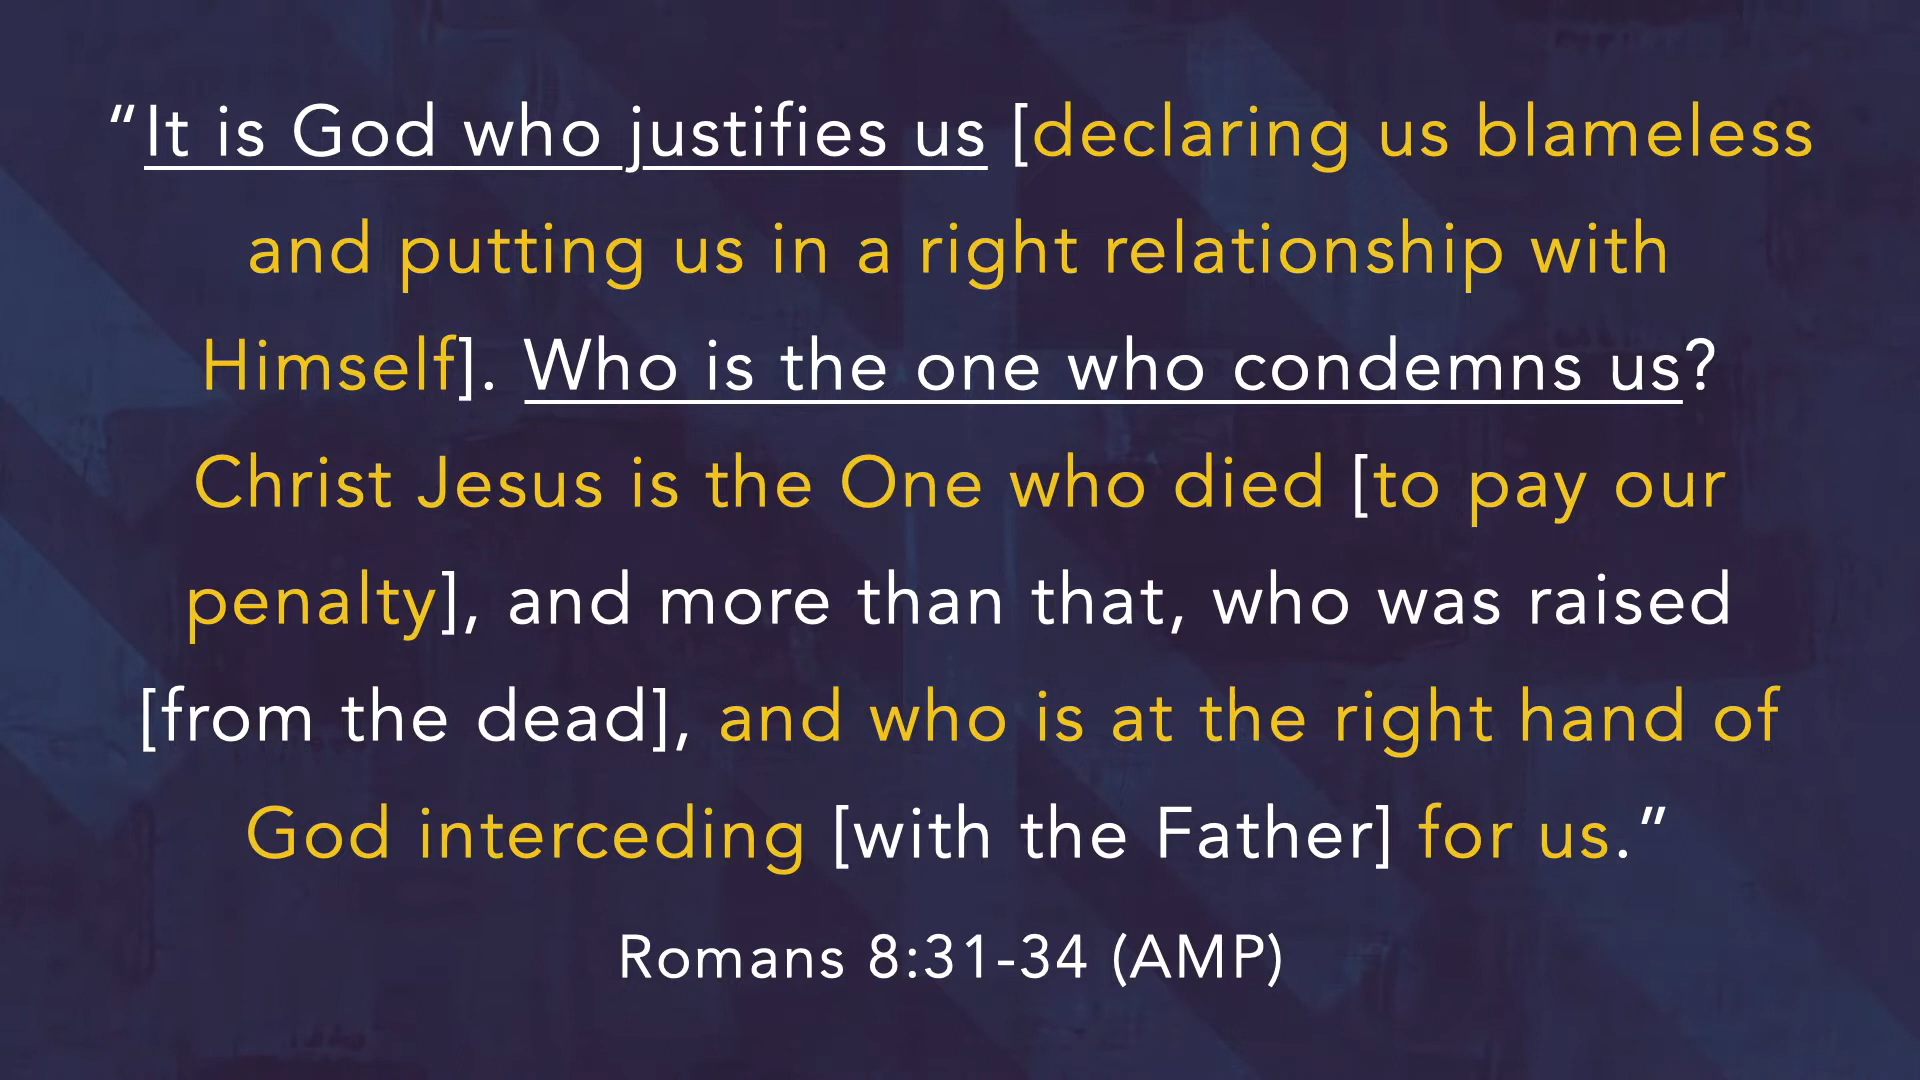 “It is God who justifies us [declaring us blameless
and putting us in a right relationship with
Himself]. Who is the one who condemns us?
Christ Jesus is the One who died [to pay our
penalty], and more than that, who was raised
[from the dead], and who is at the right hand of
God interceding [with the Father] for us.”
Romans 8:31-34 (AMP)